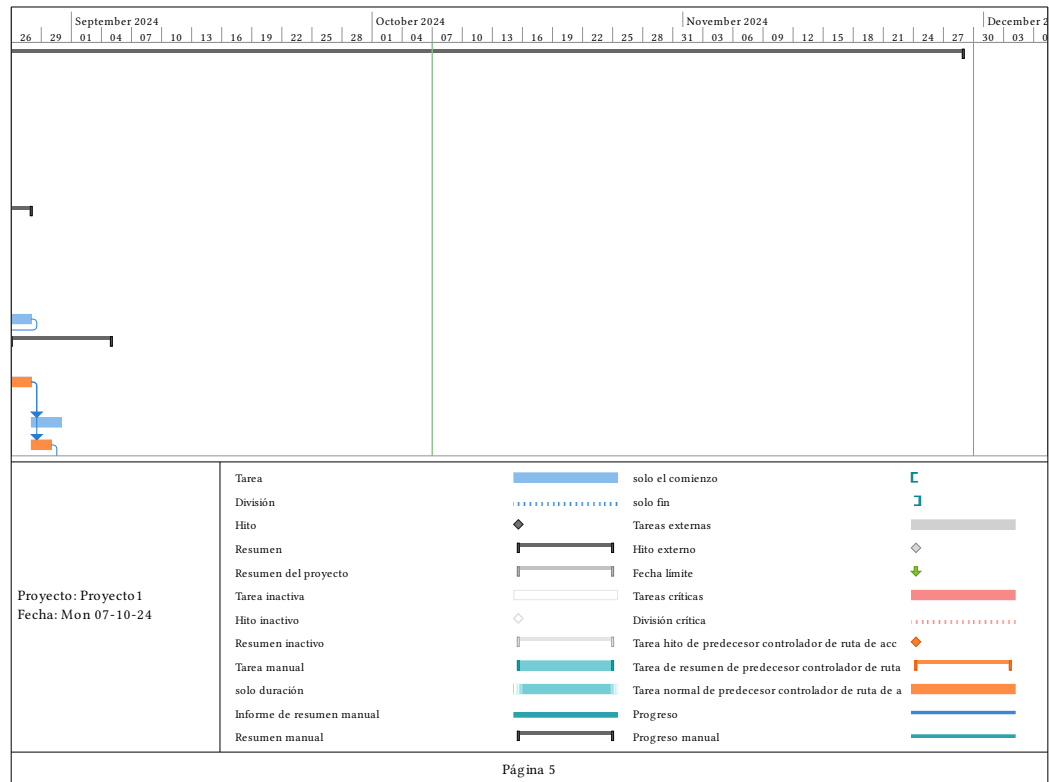 September 2024 October 2024 November 2024 December 2
26 29 01 04 07 10 13 16 19 22 25 28 01 04 07 10 13 16 19 22 25 28 31 03 06 09 12 15 18 21 24 27 30 03 0
Proyecto: Proyecto1
Fecha: Mon 07-10-24
Tarea
División
Hito
Resumen
Resumen del proyecto
Tarea inactiva
Hito inactivo
Resumen inactivo
Tarea manual
solo duración
Informe de resumen manual
Resumen manual
solo el comienzo
solo fin
Tareas externas
Hito externo
Fecha límite
Tareas críticas
División crítica
Tarea hito de predecesor controlador de ruta de acc
Tarea de resumen de predecesor controlador de ruta
Tarea normal de predecesor controlador de ruta de a
Progreso
Progreso manual
Página 5